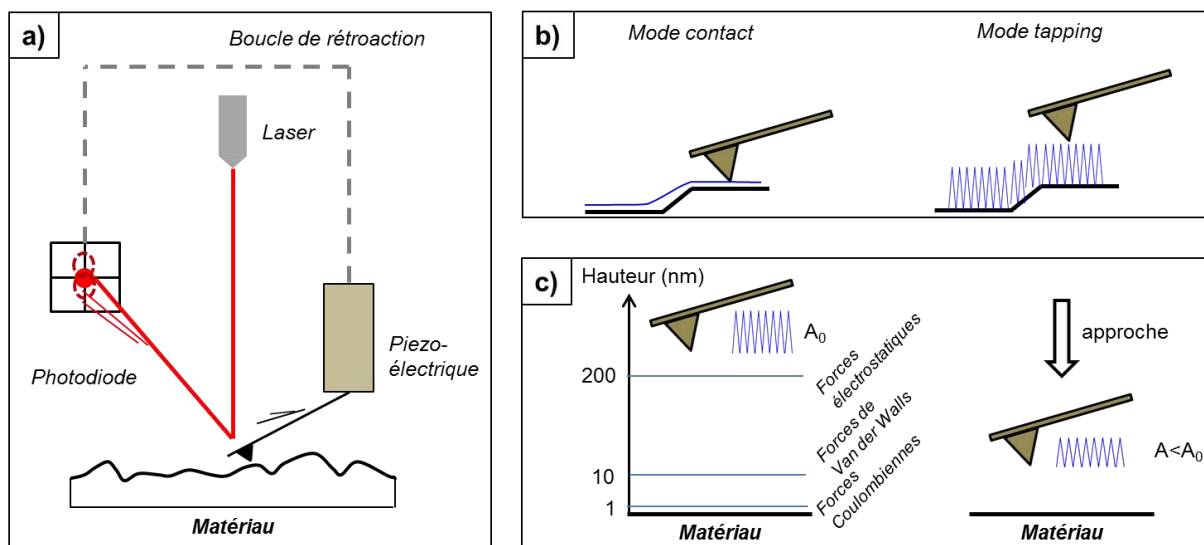 a)
Boucle de rétroaction
Laser
Photodiode
Piezo-
électrique
Matériau
b)
Mode contact
Mode tapping
c)
Hauteur (nm)
A0
200
10
1
Forces
électrostatiques
Forces de
Van der Walls
Forces
Coulombiennes
Matériau
approche
A<A0
Matériau